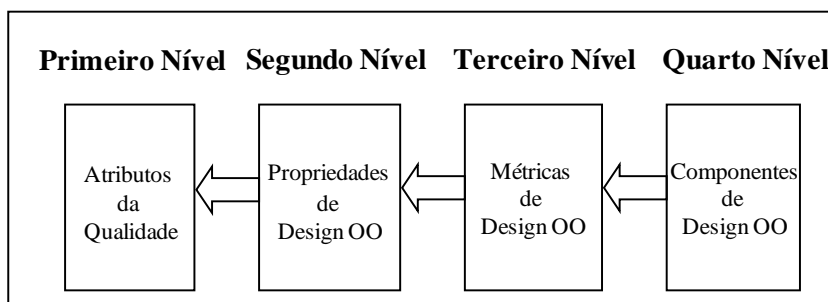 Primeiro Nível Segundo Nível Terceiro Nível Quarto Nível
Atributos
da
Qualidade
Propriedades
de
Design OO
Métricas
de
Design OO
Componentes
de
Design OO